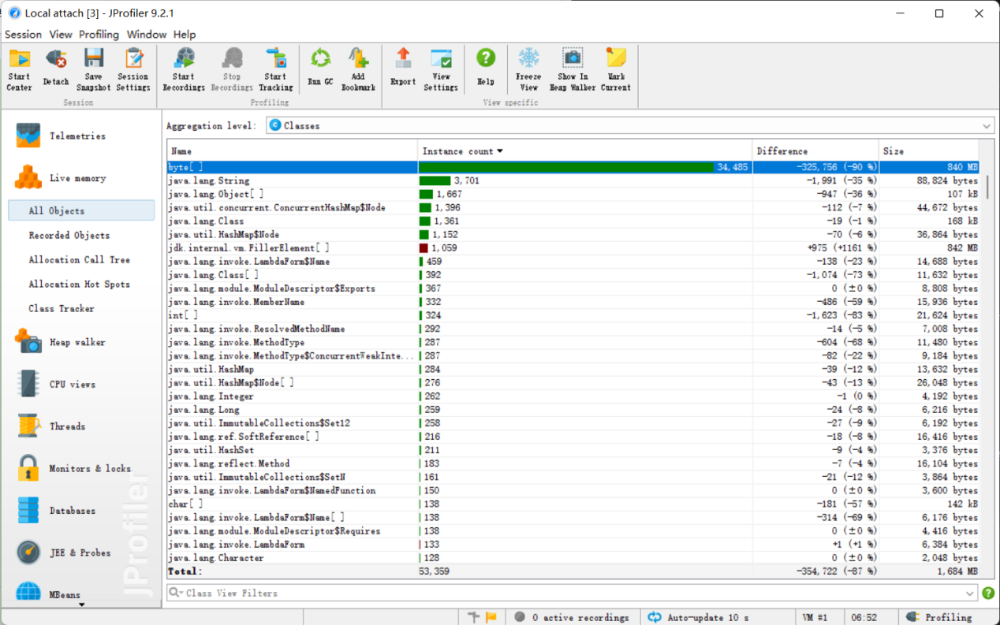 Local attach [3] - JProfiler 9.2.1
Session View Profiling Window Help
Start Center
Detach
Save Snapshot
Session Settings
Start Recordings
Stop Recordings
Start Tracking
Run GC
Add Bookmark
Export
View Settings
Help
Freeze View
Show In Heap Walker
Mark Current
Session
Profiling
View specific
Telemetries
Live memory
All Objects
Recorded Objects
Allocation Call Tree
Allocation Hot Spots
Class Tracker
Heap walker
CPU views
Threads
Monitors & locks
Databases
JEE & Probes
MBeans
JProfiler
Aggregation level: Classes
Name Instance count Difference Size
byte[ ] 34,485 -325,756 (-90 %) 840 MB
java.lang.String 3,701 -1,991 (-35 %) 88,824 bytes
java.lang.Object[ ] 1,667 -947 (-36 %) 107 kB
java.util.concurrent.ConcurrentHashMap$Node 1,396 -112 (-7 %) 44,672 bytes
java.lang.Class 1,361 -19 (-1 %) 168 kB
java.util.HashMap$Node 1,152 -70 (-6 %) 36,864 bytes
jdk.internal.vm.FillerElement[ ] 1,059 +975 (+1161 %) 842 MB
java.lang.invoke.LambdaForm$Name 459 -138 (-23 %) 14,688 bytes
java.lang.Class[ ] 392 -1,074 (-73 %) 11,632 bytes
java.lang.module.ModuleDescriptor$Exports 367 0 (±0 %) 8,808 bytes
java.lang.invoke.MemberName 332 -486 (-59 %) 15,936 bytes
int[ ] 324 -1,623 (-83 %) 21,624 bytes
java.lang.invoke.ResolvedMethodName 292 -14 (-5 %) 7,008 bytes
java.lang.invoke.MethodType 287 -604 (-68 %) 11,480 bytes
java.lang.invoke.MethodType$ConcurrentWeakInte... 287 -82 (-22 %) 9,184 bytes
java.util.HashMap 284 -39 (-12 %) 13,632 bytes
java.util.HashMap$Node[ ] 276 -43 (-13 %) 26,048 bytes
java.lang.Integer 262 -1 (0 %) 4,192 bytes
java.lang.Long 259 -24 (-8 %) 6,216 bytes
java.util.ImmutableCollections$Set12 258 -27 (-9 %) 6,192 bytes
java.lang.ref.SoftReference[ ] 216 -18 (-8 %) 16,416 bytes
java.util.HashSet 211 -9 (-4 %) 3,376 bytes
java.lang.reflect.Method 183 -7 (-4 %) 16,104 bytes
java.util.ImmutableCollections$SetN 161 -21 (-12 %) 3,864 bytes
java.lang.invoke.LambdaForm$NamedFunction 150 0 (±0 %) 3,600 bytes
char[ ] 138 -181 (-57 %) 142 kB
java.lang.invoke.LambdaForm$Name[ ] 138 -314 (-69 %) 6,176 bytes
java.lang.module.ModuleDescriptor$Requires 138 0 (±0 %) 4,416 bytes
java.lang.invoke.LambdaForm 133 +1 (+1 %) 6,384 bytes
java.lang.Character 128 0 (±0 %) 2,048 bytes
Total: 53,359 -354,722 (-87 %) 1,684 MB
Class View Filters
0 active recordings Auto-update 10 s VM #1 06:52 Profiling